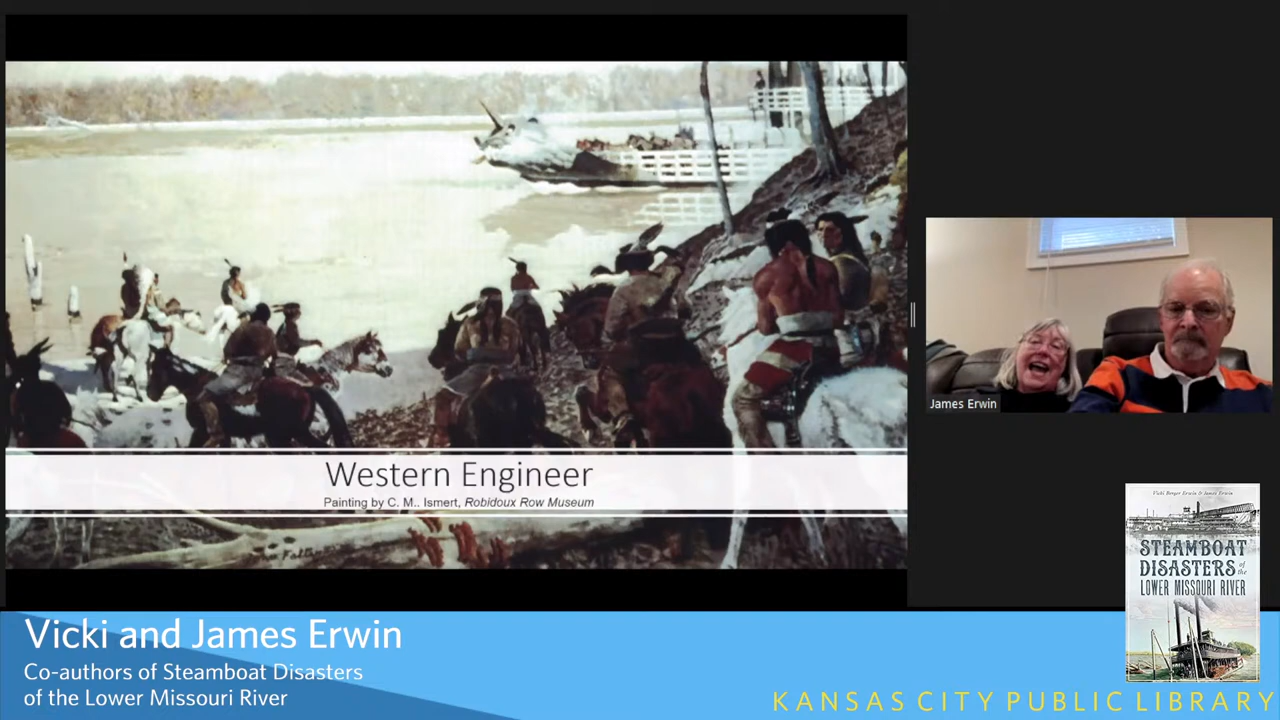 Western Engineer
Painting by C. M.. Ismert, Robidoux Row Museum
James Erwin
Vicki Berger Erwin & James Erwin
STEAMBOAT
DISASTERS of the
LOWER MISSOURI RIVER
Vicki and James Erwin
Co-authors of Steamboat Disasters
of the Lower Missouri River
KANSAS CITY PUBLIC LIBRARY